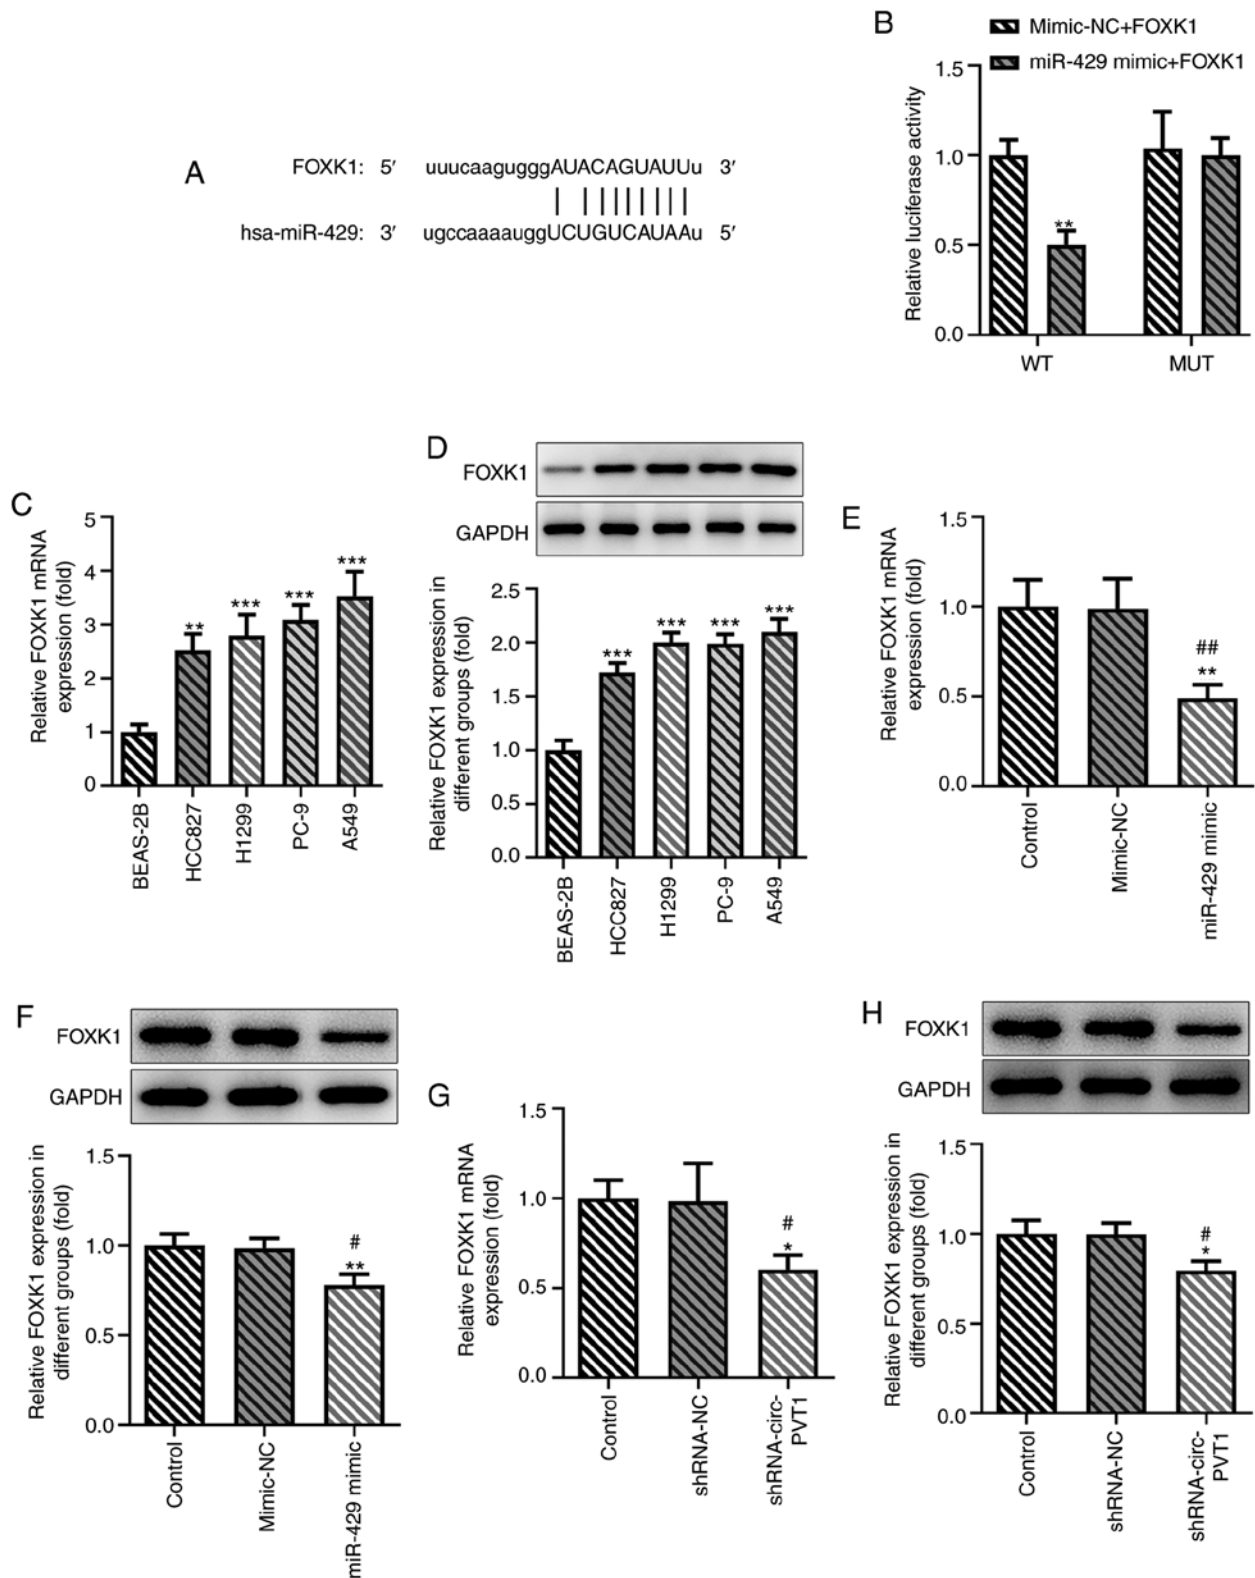 A
FOXK1: 5′ uuucaaguggg​AUACAGUAUUu 3′
hsa-miR-429: 3′ ugccaaaauggUCUGUCAUAAu 5′
B
Mimic-NC+FOXK1
miR-429 mimic+FOXK1
Relative luciferase activity
1.5
1.0
0.5
0.0
**
WT
MUT
C
Relative FOXK1 mRNA
expression (fold)
5
4
3
2
1
0
**
***
***
***
BEAS-2B
HCC827
H1299
PC-9
A549
D
FOXK1
GAPDH
Relative FOXK1 expression in
different groups (fold)
2.5
2.0
1.5
1.0
0.5
0.0
***
***
***
***
BEAS-2B
HCC827
H1299
PC-9
A549
E
Relative FOXK1 mRNA
expression (fold)
1.5
1.0
0.5
0.0
##
**
Control
Mimic-NC
miR-429 mimic
F
FOXK1
GAPDH
Relative FOXK1 expression in
different groups (fold)
1.5
1.0
0.5
0.0
#
**
Control
Mimic-NC
miR-429 mimic
G
Relative FOXK1 mRNA
expression (fold)
1.5
1.0
0.5
0.0
#
*
Control
shRNA-NC
shRNA-circ-
PVT1
H
FOXK1
GAPDH
Relative FOXK1 expression in
different groups (fold)
1.5
1.0
0.5
0.0
#
*
Control
shRNA-NC
shRNA-circ-
PVT1